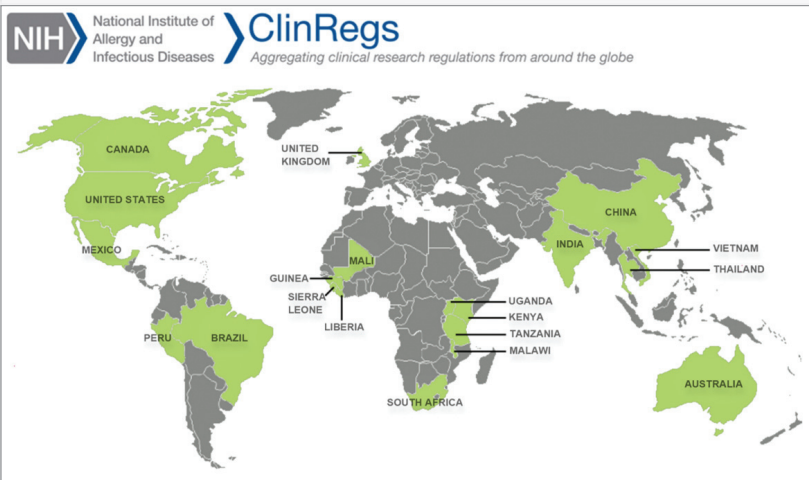 NIH
National Institute of
Allergy and
Infectious Diseases
ClinRegs
Aggregating clinical research regulations from around the globe
CANADA
UNITED STATES
MEXICO
PERU
BRAZIL
UNITED
KINGDOM
MALI
GUINEA
SIERRA
LEONE
LIBERIA
UGANDA
KENYA
TANZANIA
MALAWI
SOUTH AFRICA
CHINA
INDIA
VIETNAM
THAILAND
AUSTRALIA